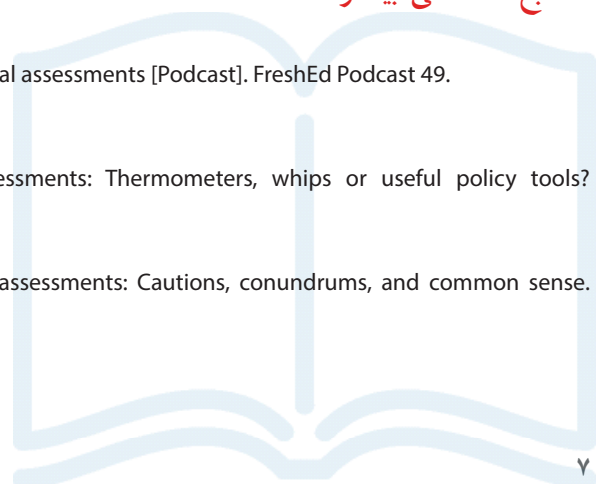 al assessments [Podcast]. FreshEd Podcast 49.
essments: Thermometers, whips or useful policy tools?
assessments: Cautions, conundrums, and common sense.
۷